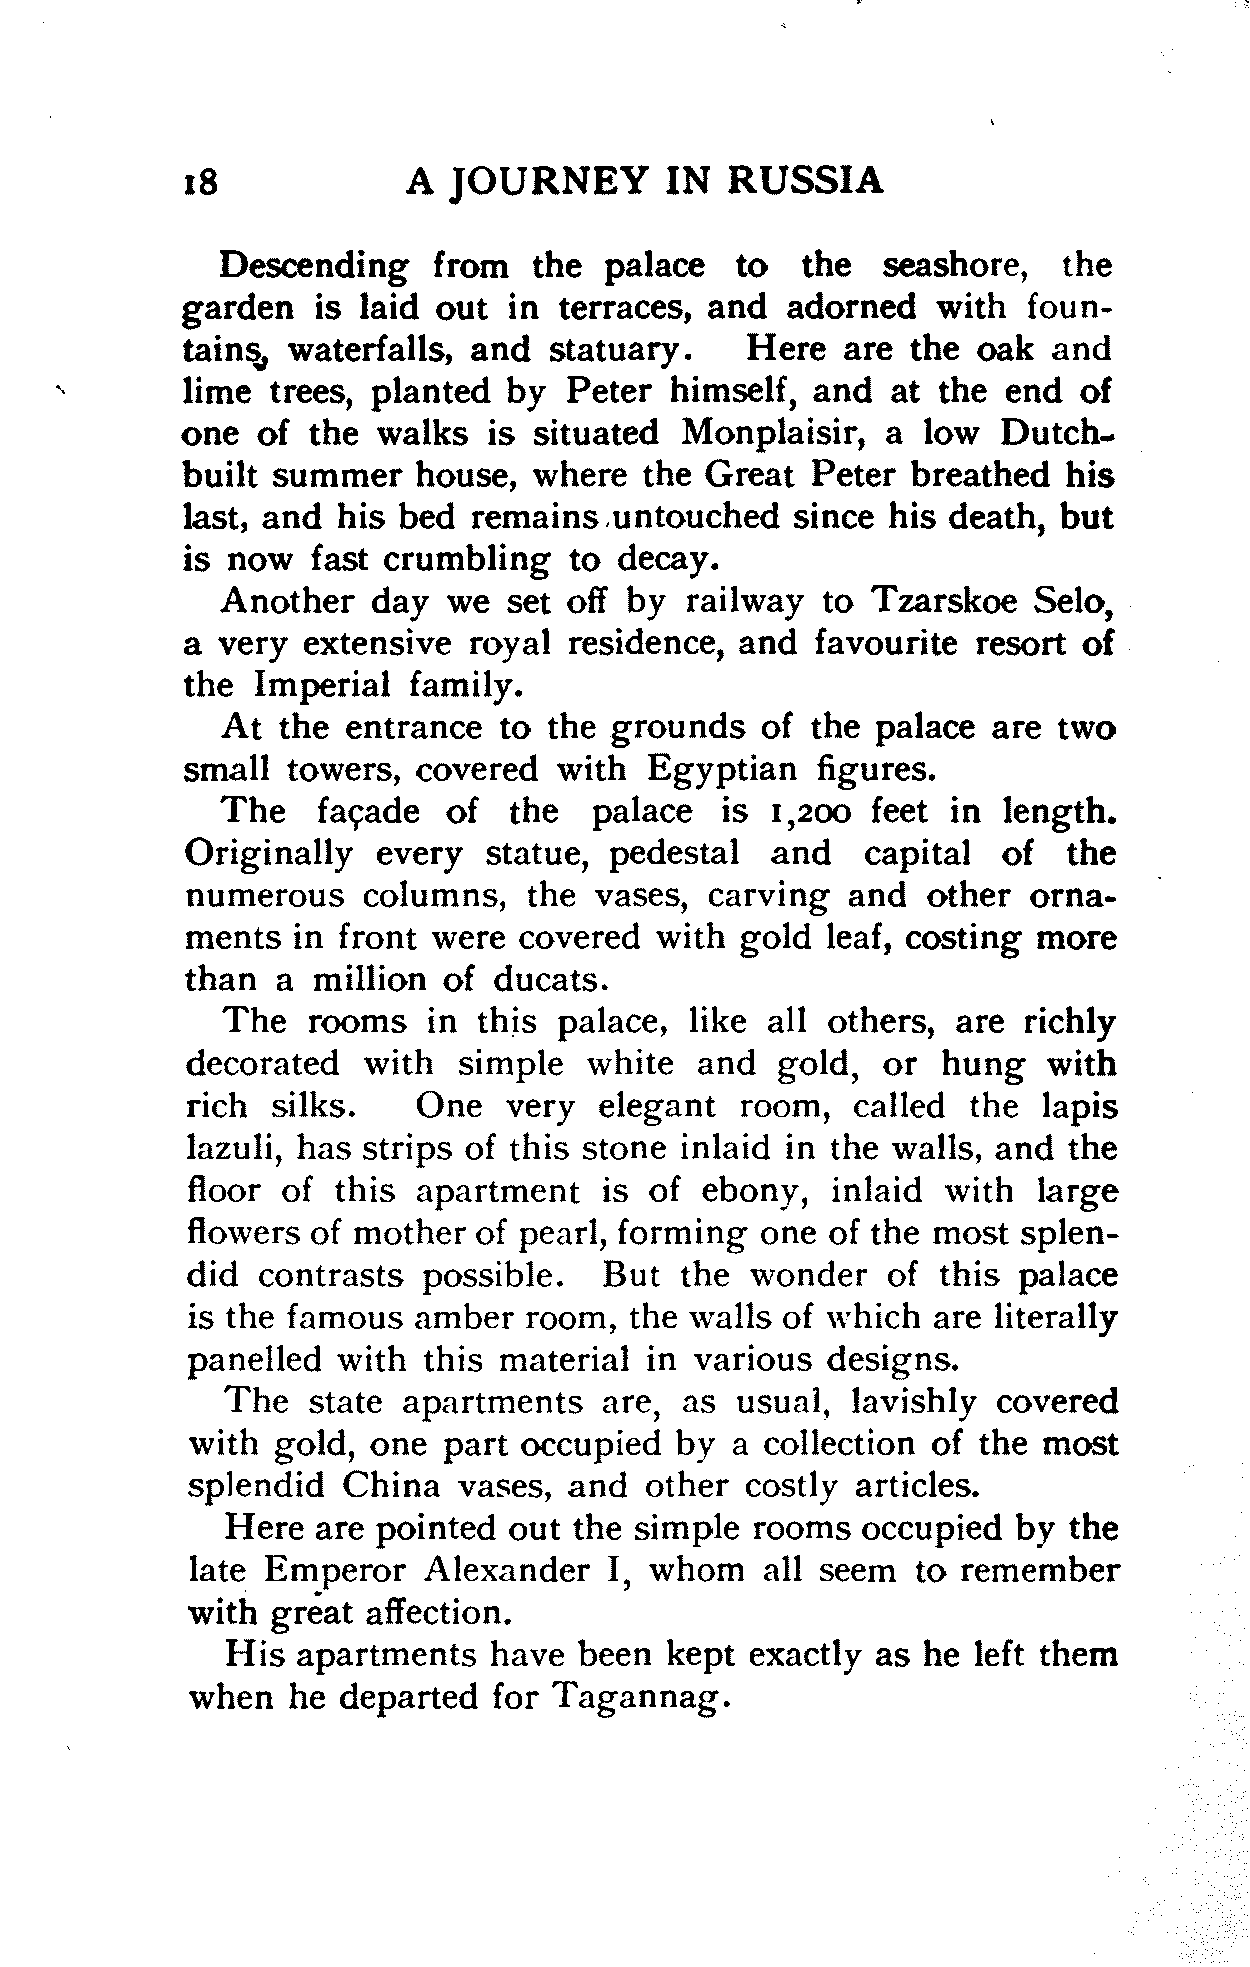 18 A JOURNEY IN RUSSIA
Descending from the palace to the seashore, the
garden is laid out in terraces, and adorned with foun-
tains, waterfalls, and statuary. Here are the oak and
lime trees, planted by Peter himself, and at the end of
one of the walks is situated Monplaisir, a low Dutch-
built summer house, where the Great Peter breathed his
last, and his bed remains untouched since his death, but
is now fast crumbling to decay.
Another day we set off by railway to Tzarskoe Selo,
a very extensive royal residence, and favourite resort of
the Imperial family.
At the entrance to the grounds of the palace are two
small towers, covered with Egyptian figures.
The façade of the palace is 1,200 feet in length.
Originally every statue, pedestal and capital of the
numerous columns, the vases, carving and other orna-
ments in front were covered with gold leaf, costing more
than a million of ducats.
The rooms in this palace, like all others, are richly
decorated with simple white and gold, or hung with
rich silks. One very elegant room, called the lapis
lazuli, has strips of this stone inlaid in the walls, and the
floor of this apartment is of ebony, inlaid with large
flowers of mother of pearl, forming one of the most splen-
did contrasts possible. But the wonder of this palace
is the famous amber room, the walls of which are literally
panelled with this material in various designs.
The state apartments are, as usual, lavishly covered
with gold, one part occupied by a collection of the most
splendid China vases, and other costly articles.
Here are pointed out the simple rooms occupied by the
late Emperor Alexander I, whom all seem to remember
with great affection.
His apartments have been kept exactly as he left them
when he departed for Tagannag.